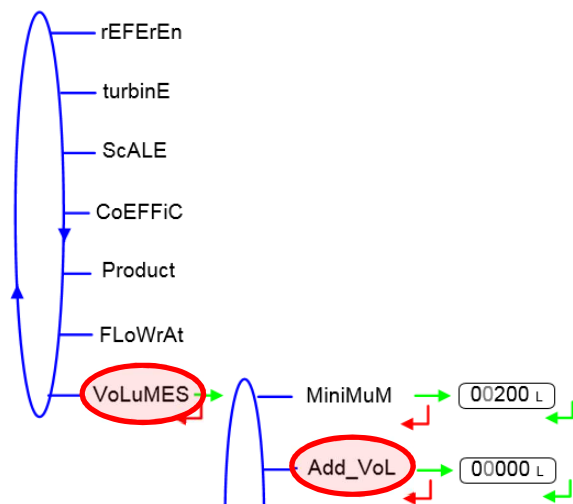 rEFErEn
turbinE
ScALE
CoEFFiC
Product
FLoWrAt
VoLuMES MiniMuM 00200 L
Add_VoL 00000 L